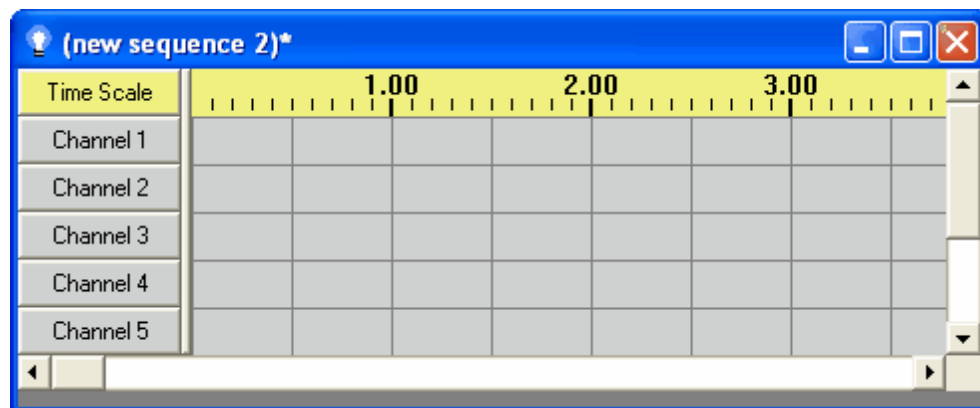 (new sequence 2)*
Time Scale 1.00 2.00 3.00
Channel 1
Channel 2
Channel 3
Channel 4
Channel 5